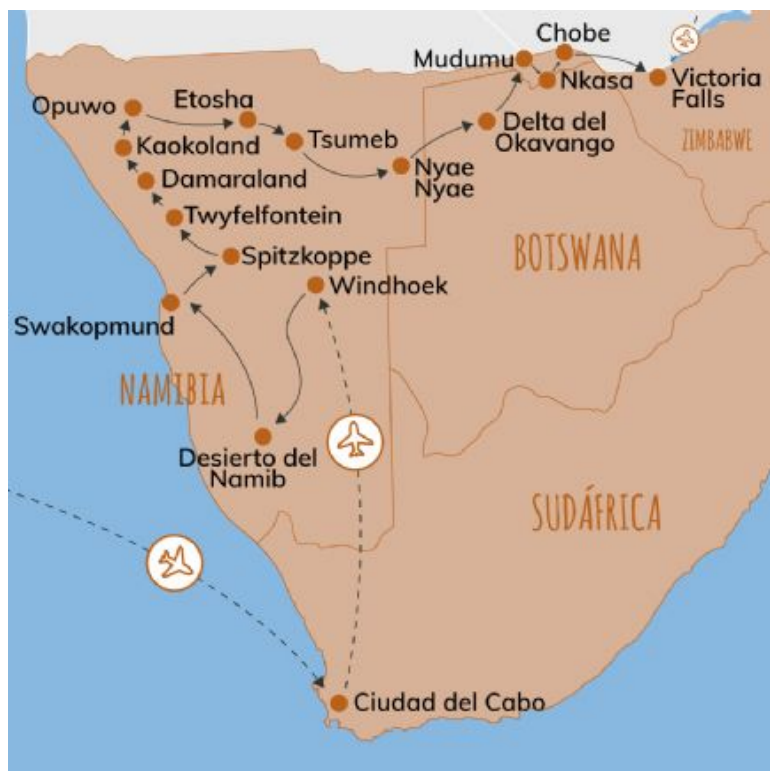 Chobe
Mudumu
Nkasa
Victoria
Falls
Opuwo
Etosha
Tsumeb
Delta del
Okavango
ZIMBABWE
Kaokoland
Nyae
Nyae
Damaraland
Twyfelfontein
Spitzkoppe
BOTSWANA
Windhoek
Swakopmund
NAMIBIA
Desierto del
Namib
SUDÁFRICA
Ciudad del Cabo